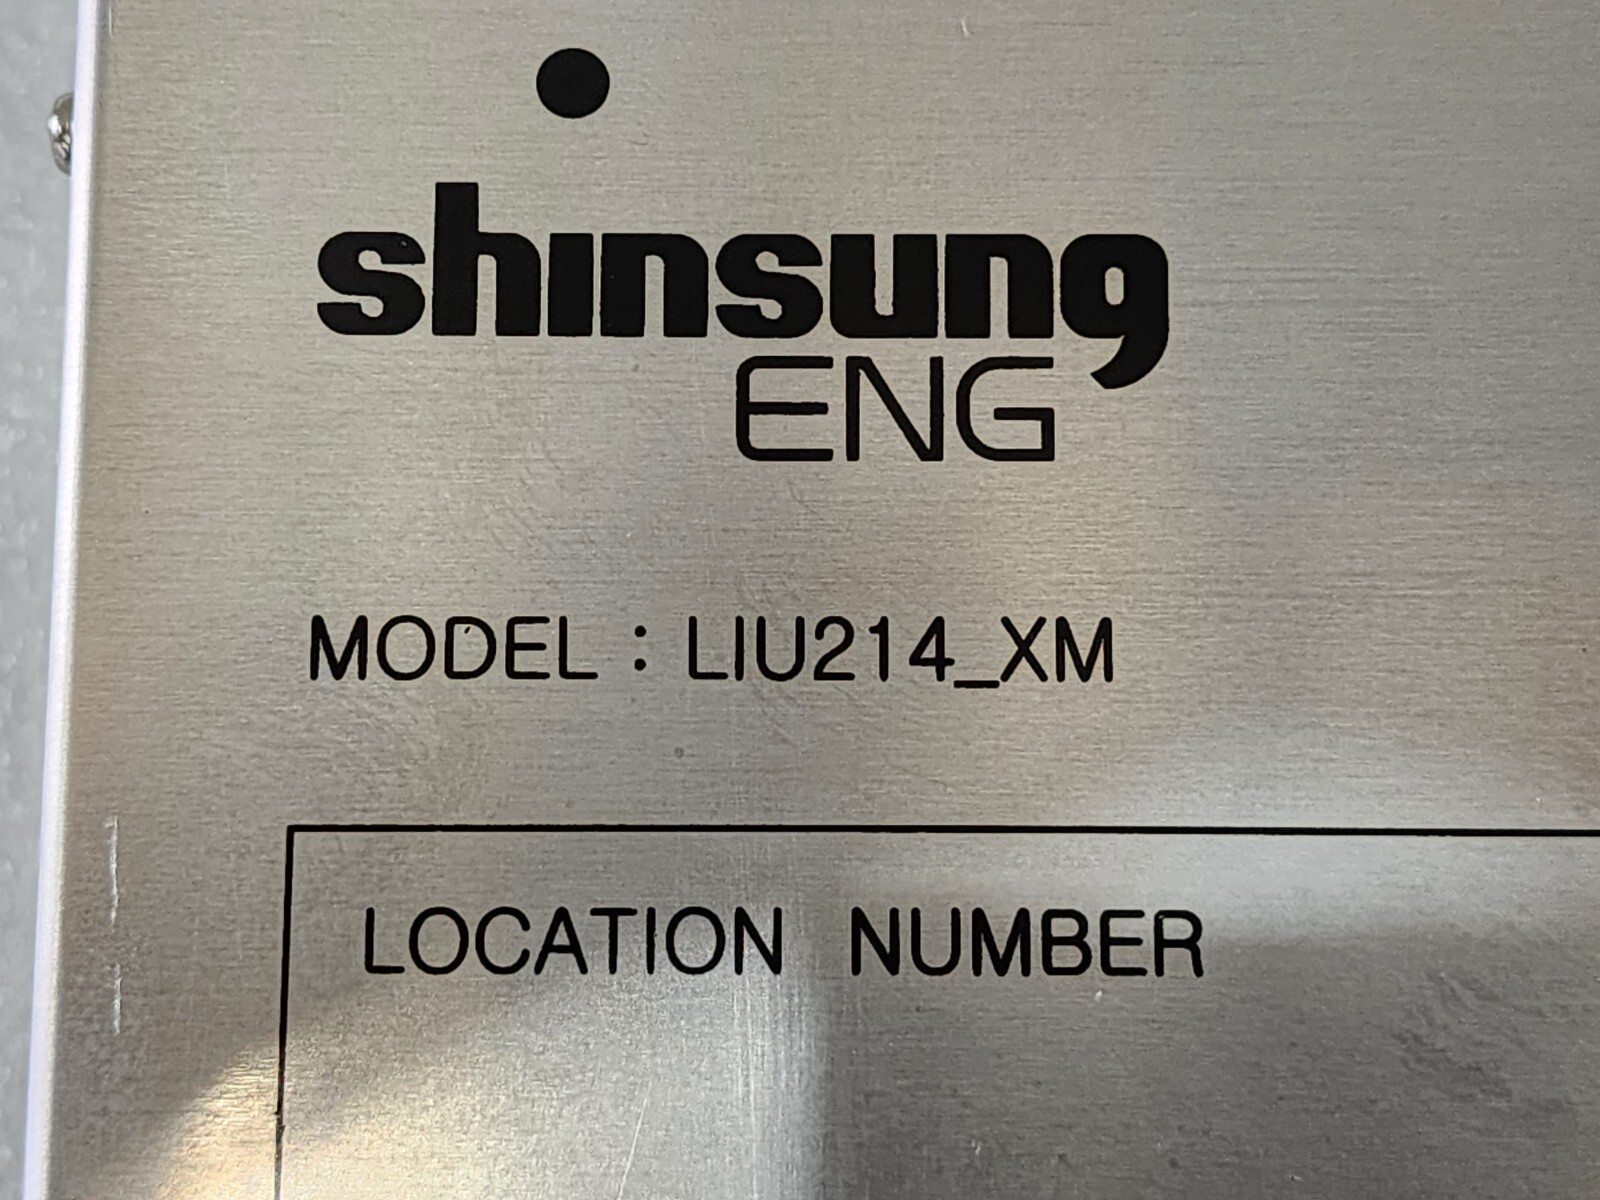 shinsung
ENG
MODEL : LIU214_XM
LOCATION NUMBER